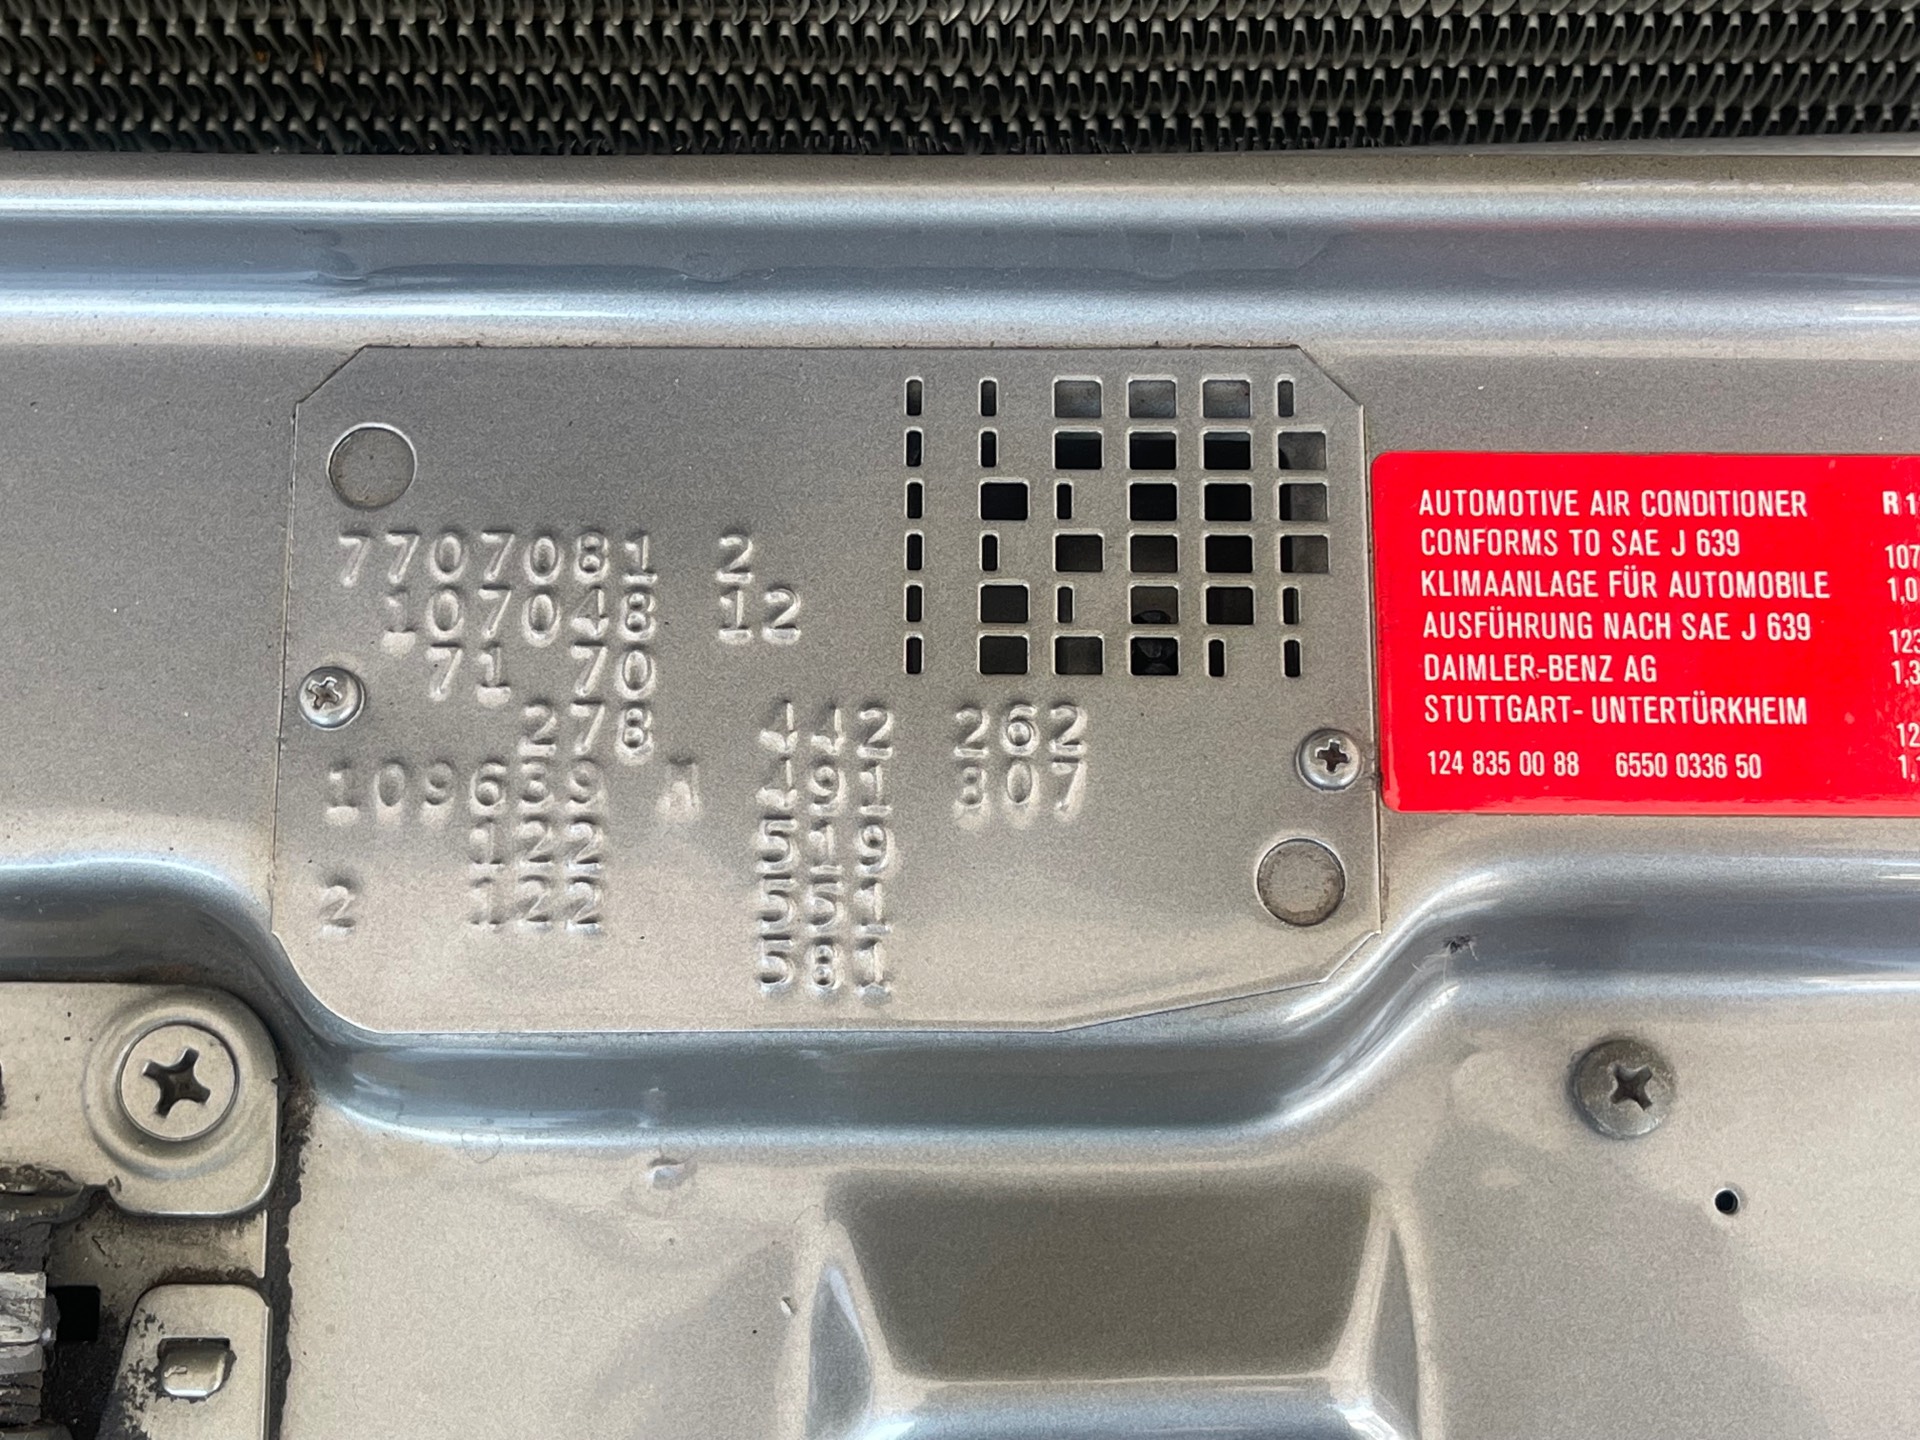 7707081 2
107048 12
71 70
278 442 262
109639 M 491 807
122 519
2 122 551
581
AUTOMOTIVE AIR CONDITIONER
CONFORMS TO SAE J 639
KLIMAANLAGE FÜR AUTOMOBILE
AUSFÜHRUNG NACH SAE J 639
DAIMLER-BENZ AG
STUTTGART- UNTERTÜRKHEIM
124 835 00 88 6550 0336 50